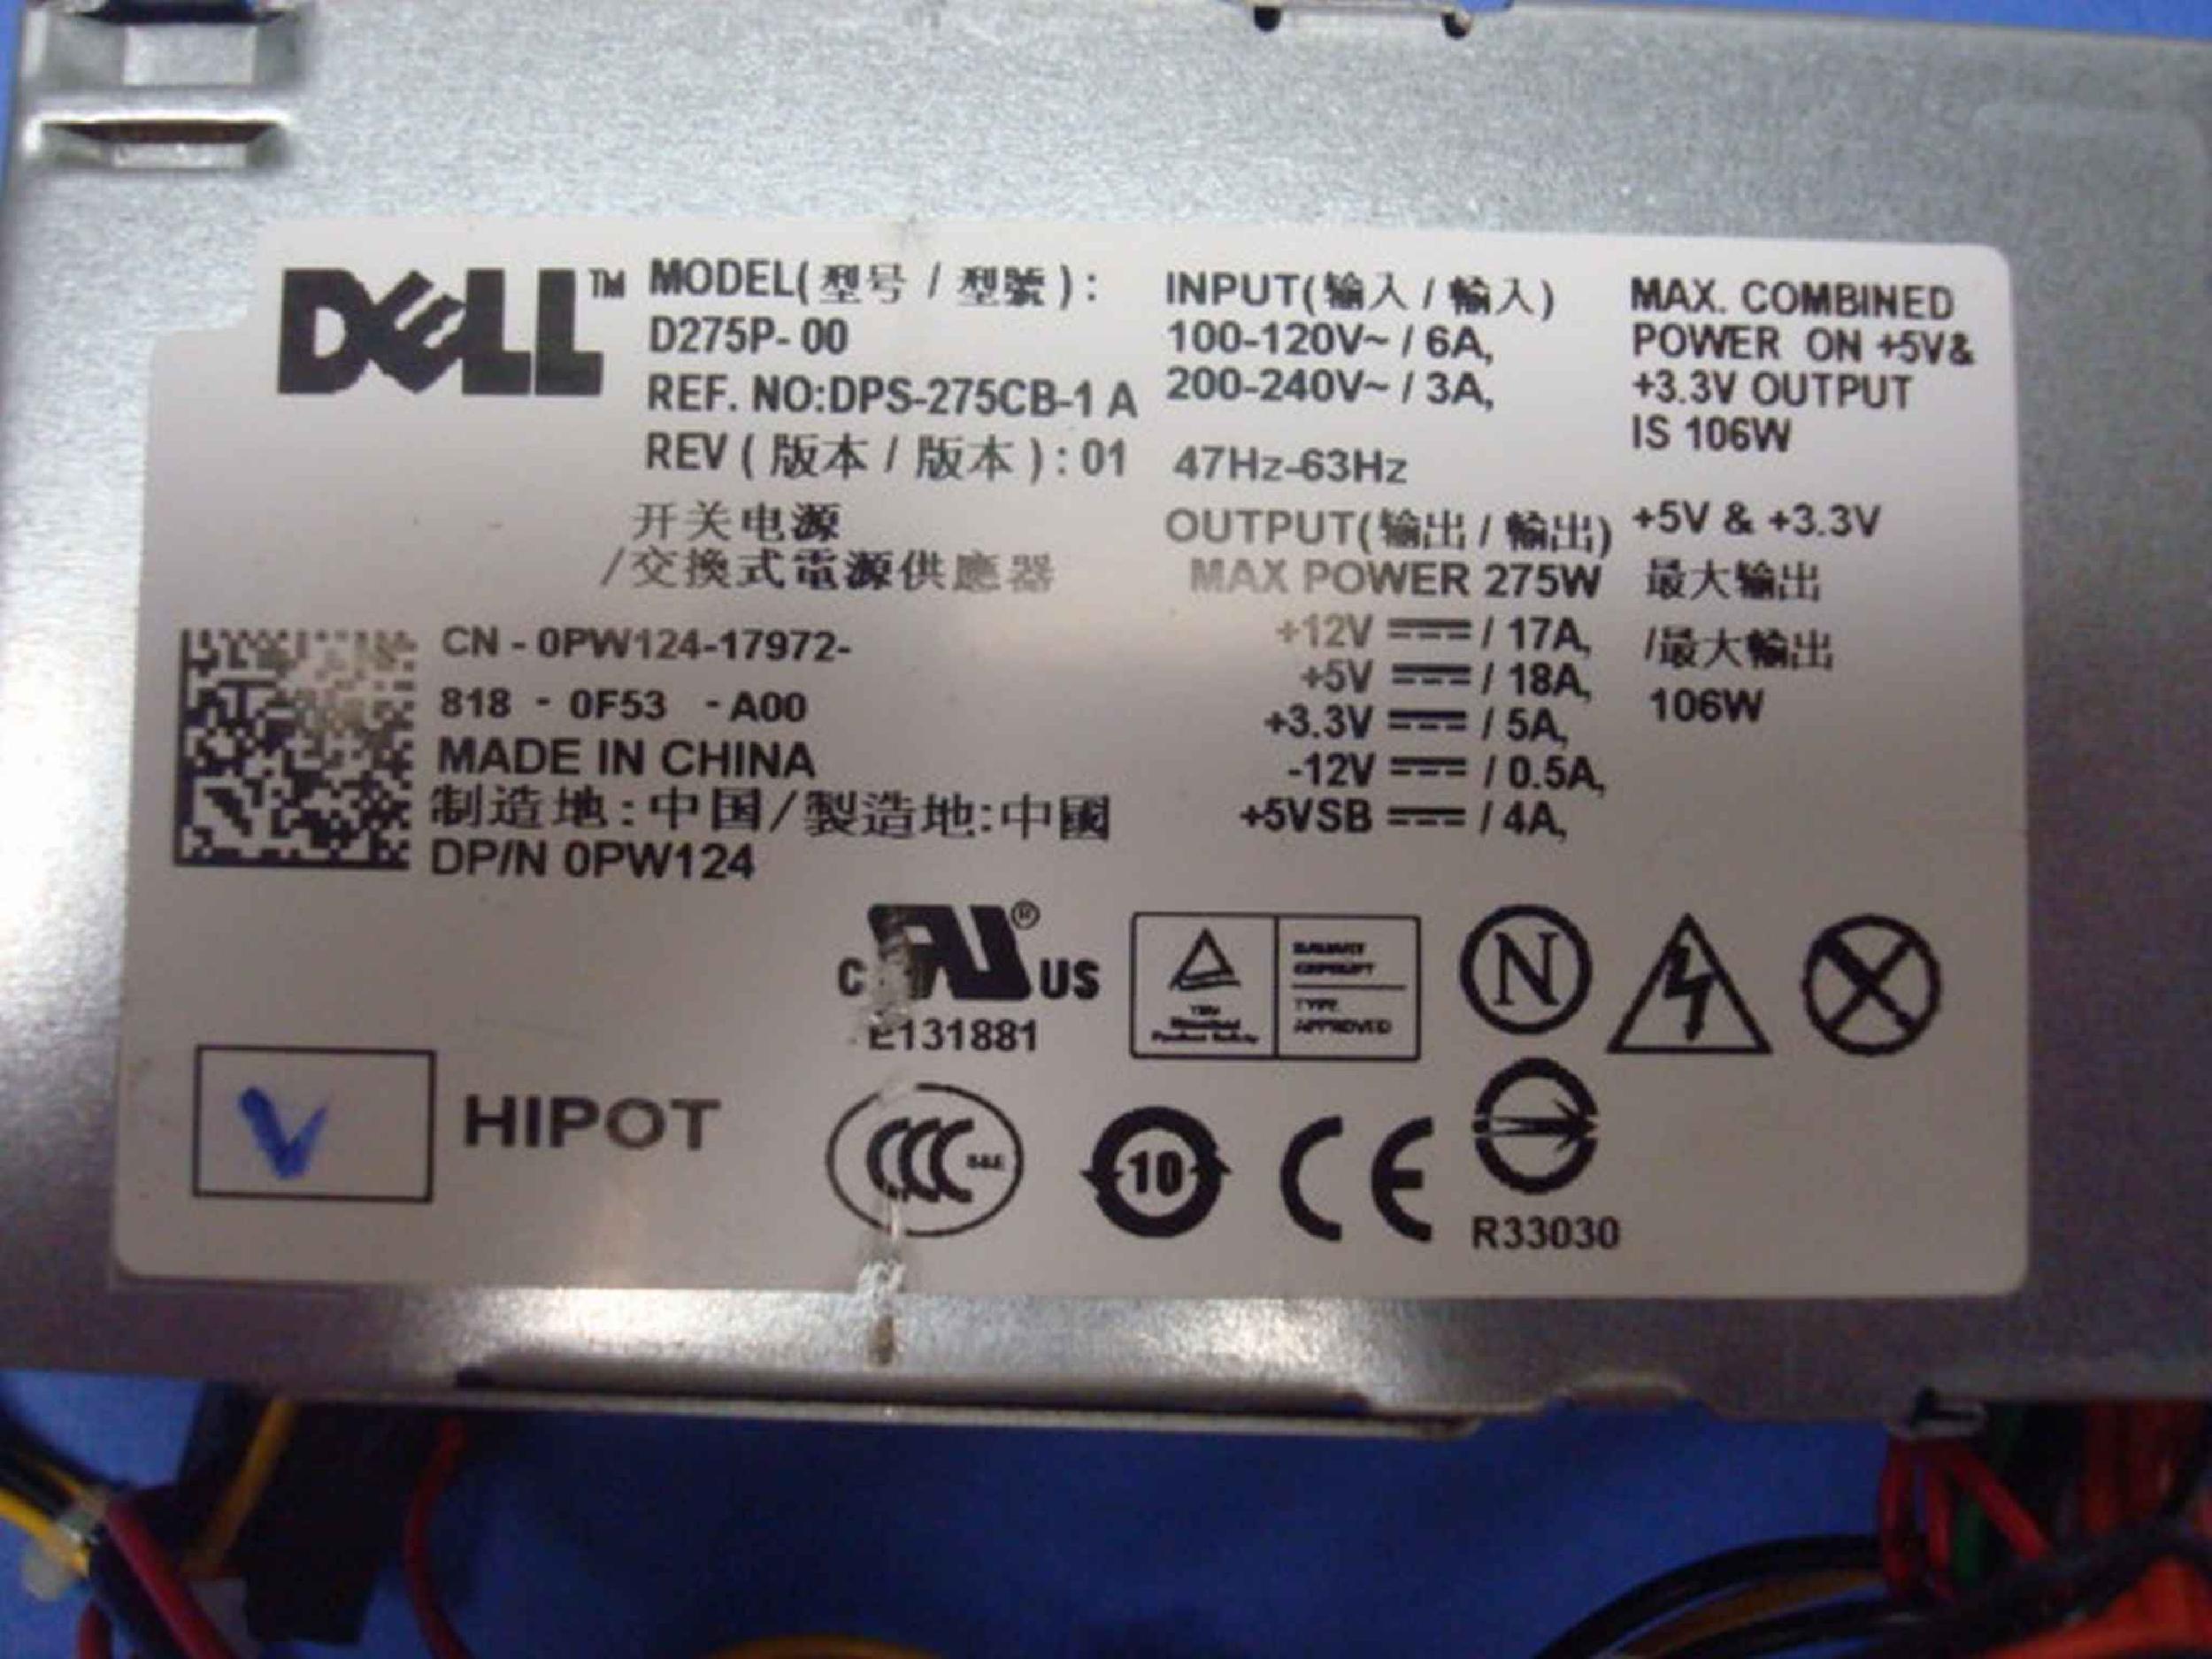 DELL™
MODEL(型号 / 型號):
D275P-00
REF. NO:DPS-275CB-1 A
REV (版本 / 版本):01
开关电源
/交換式電源供應器
CN - 0PW124-17972-
818 - 0F53 - A00
MADE IN CHINA
制造地:中国/製造地:中國
DP/N 0PW124
INPUT(输入 / 輸入)
100-120V~ / 6A,
200-240V~ / 3A,
47Hz-63Hz
OUTPUT(输出 / 輸出)
MAX POWER 275W
+12V ⎓ / 17A,
+5V ⎓ / 18A,
+3.3V ⎓ / 5A,
-12V ⎓ / 0.5A,
+5VSB ⎓ / 4A,
MAX. COMBINED
POWER ON +5V&
+3.3V OUTPUT
IS 106W
+5V & +3.3V
最大输出
/最大輸出
106W
C RU® US
E131881
TYPE
APPROVED
N
V
HIPOT
CCC S&E
10
CE
R33030